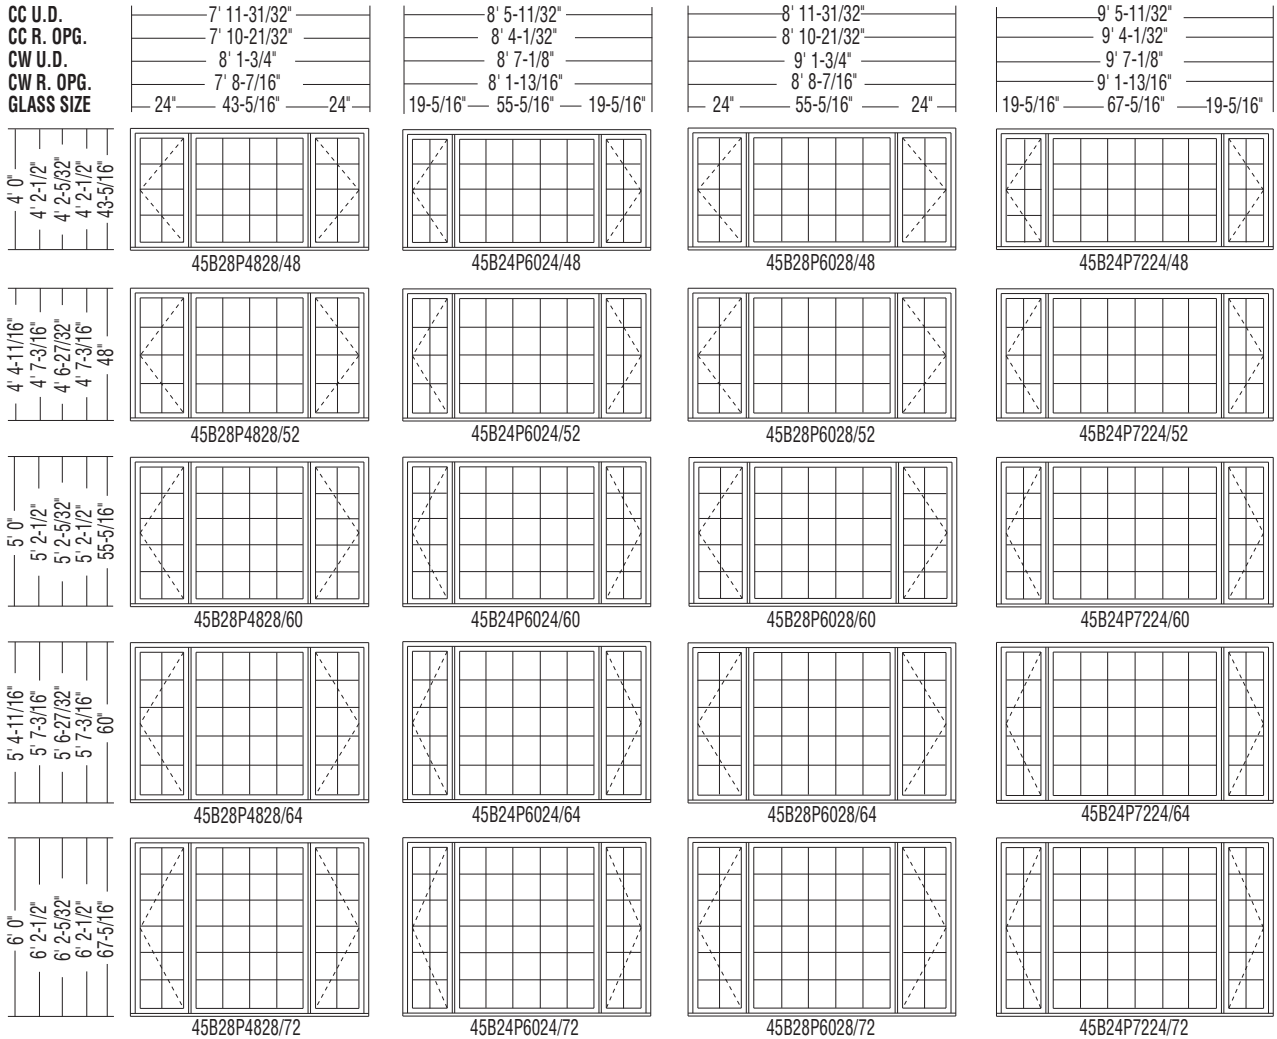 CC U.D. 7' 11-31/32" 8' 5-11/32" 8' 11-31/32" 9' 5-11/32"
CC R. OPG. 7' 10-21/32" 8' 4-1/32" 8' 10-21/32" 9' 4-1/32"
CW U.D. 8' 1-3/4" 8' 7-1/8" 9' 1-3/4" 9' 7-1/8"
CW R. OPG. 7' 8-7/16" 8' 1-13/16" 8' 8-7/16" 9' 1-13/16"
GLASS SIZE 24" 43-5/16" 24" 19-5/16" 55-5/16" 19-5/16" 24" 55-5/16" 24" 19-5/16" 67-5/16" 19-5/16"
4' 0"
4' 2-1/2"
4' 2-5/32"
4' 2-1/2"
43-5/16"
45B28P4828/48 45B24P6024/48 45B28P6028/48 45B24P7224/48
4' 4-11/16"
4' 7-3/16"
4' 6-27/32"
4' 7-3/16"
48"
45B28P4828/52 45B24P6024/52 45B28P6028/52 45B24P7224/52
5' 0"
5' 2-1/2"
5' 2-5/32"
5' 2-1/2"
55-5/16"
45B28P4828/60 45B24P6024/60 45B28P6028/60 45B24P7224/60
5' 4-11/16"
5' 7-3/16"
5' 6-27/32"
5' 7-3/16"
60"
45B28P4828/64 45B24P6024/64 45B28P6028/64 45B24P7224/64
6' 0"
6' 2-1/2"
6' 2-5/32"
6' 2-1/2"
67-5/16"
45B28P4828/72 45B24P6024/72 45B28P6028/72 45B24P7224/72